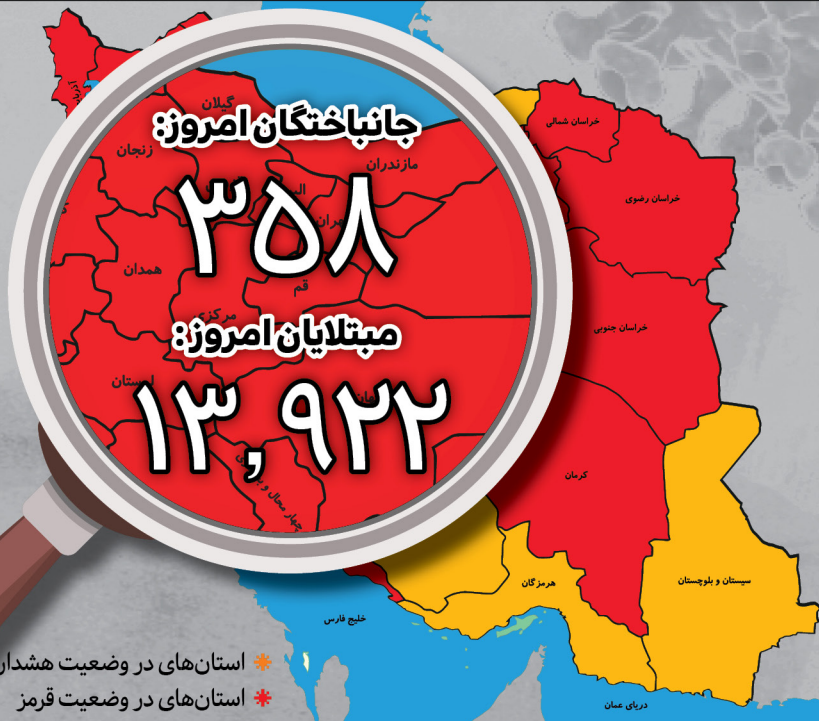 جانباختگان امروز:
۳۵۸
مبتلایان امروز:
۱۳,۹۲۲
گیلان
زنجان
مازندران
همدان
قم
مرکزی
خراسان شمالی
خراسان رضوی
خراسان جنوبی
کرمان
سیستان و بلوچستان
هرمزگان
خلیج فارس
دریای عمان
استان‌های در وضعیت هشدار
استان‌های در وضعیت قرمز